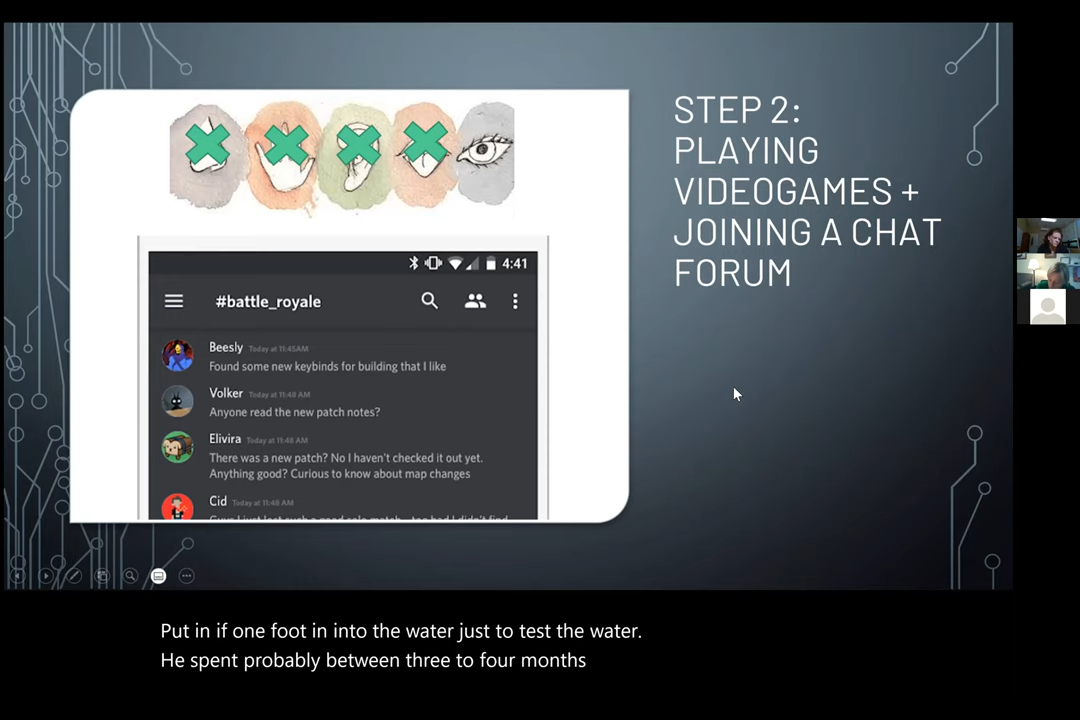 STEP 2:
PLAYING
VIDEOGAMES +
JOINING A CHAT
FORUM
4:41
#battle_royale
Beesly Today at 11:45AM
Found some new keybinds for building that I like
Volker Today at 11:48 AM
Anyone read the new patch notes?
Elivira Today at 11:48 AM
There was a new patch? No I haven't checked it out yet.
Anything good? Curious to know about map changes
Cid Today at 11:48 AM
Put in if one foot in into the water just to test the water.
He spent probably between three to four months